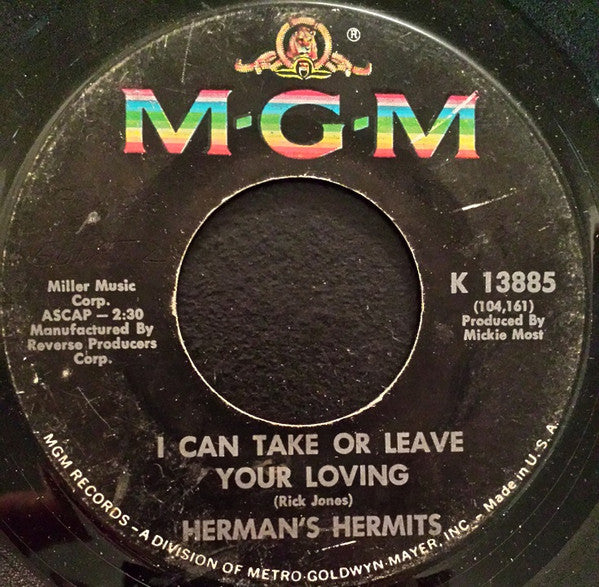 ®
M·G·M
Miller Music
Corp.
ASCAP – 2:30
Manufactured By
Reverse Producers
Corp.
K 13885
(104,161)
Produced By
Mickie Most
I CAN TAKE OR LEAVE
YOUR LOVING
(Rick Jones)
HERMAN'S HERMITS
MGM RECORDS – A DIVISION OF METRO-GOLDWYN-MAYER, INC. – Made in U.S.A.